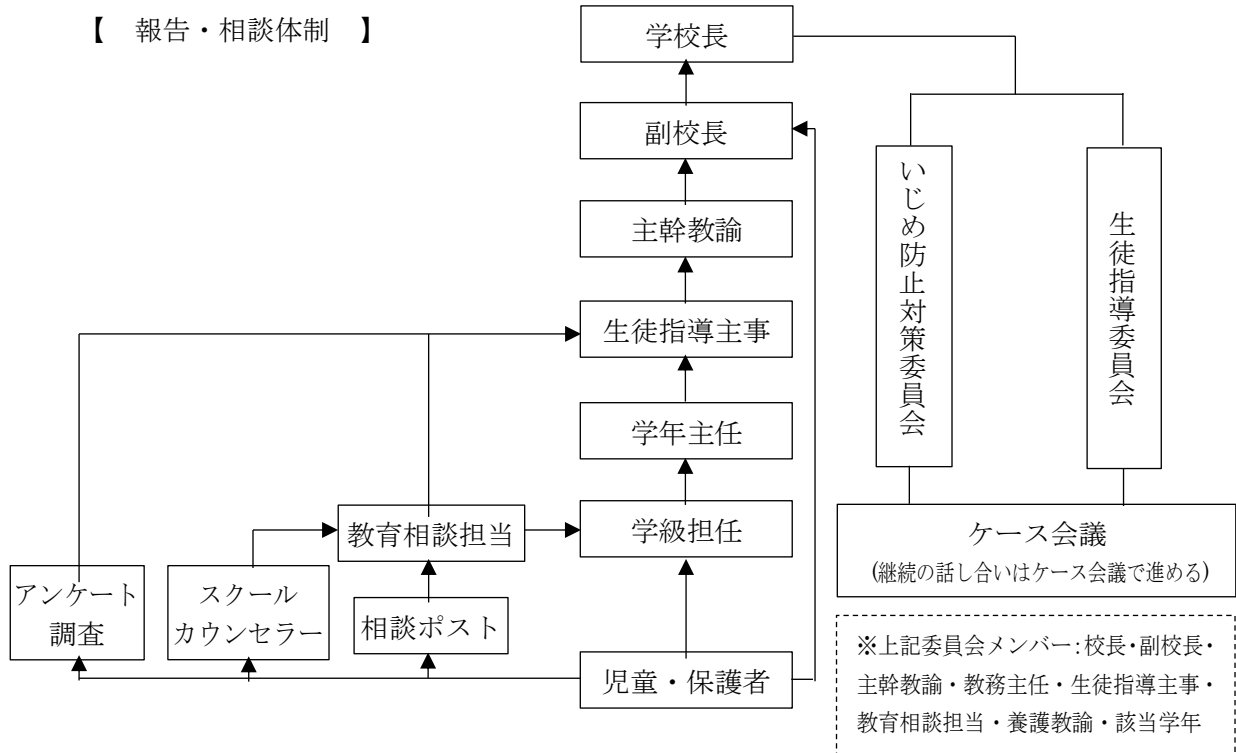 【 報告・相談体制 】
学校長
副校長
主幹教諭
生徒指導主事
学年主任
学級担任
教育相談担当
アンケート
調査
スクール
カウンセラー
相談ポスト
児童・保護者
いじめ防止対策委員会
生徒指導委員会
ケース会議
(継続の話し合いはケース会議で進める)
※上記委員会メンバー:校長・副校長・
主幹教諭・教務主任・生徒指導主事・
教育相談担当・養護教諭・該当学年